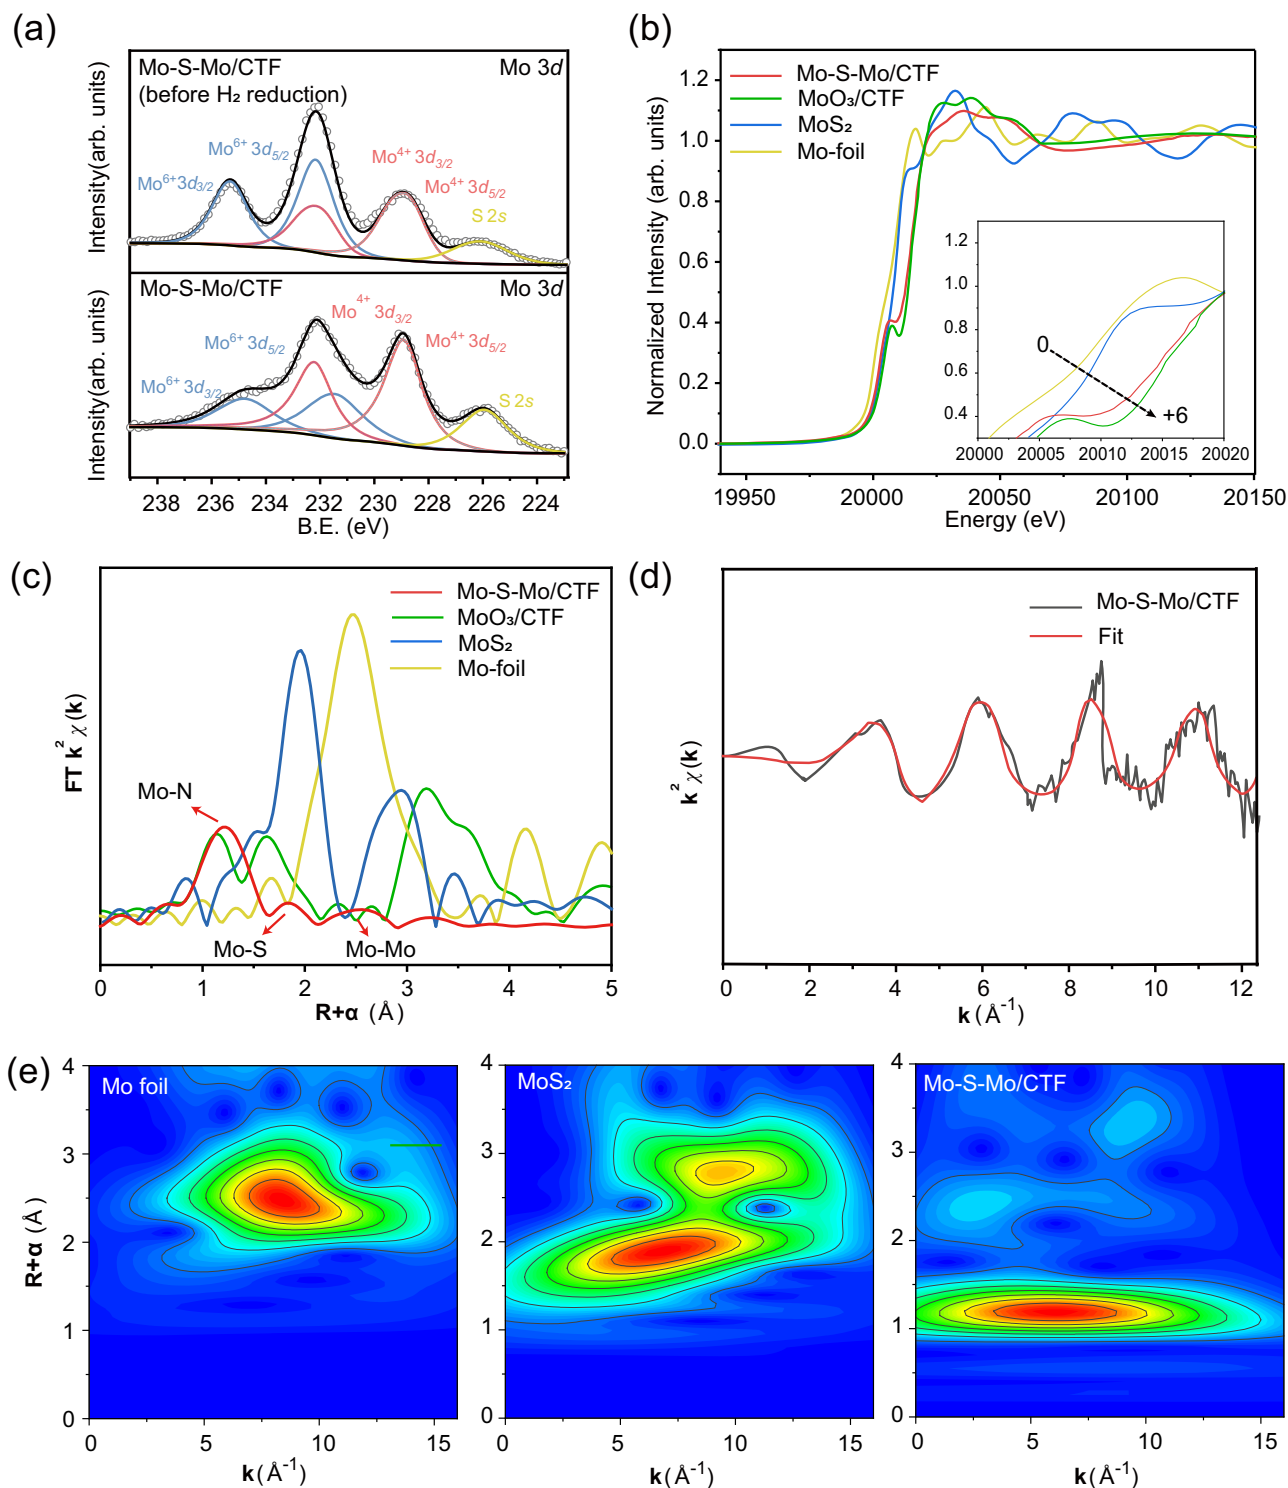 (a)
Mo-S-Mo/CTF
(before H₂ reduction)
Mo 3d
Mo⁶⁺ 3d₅/₂
Mo⁶⁺3d₃/₂
Mo⁴⁺ 3d₃/₂
Mo⁴⁺ 3d₅/₂
S 2s
Intensity(arb. units)
Mo-S-Mo/CTF
Mo 3d
Mo⁴⁺ 3d₃/₂
Mo⁶⁺ 3d₅/₂
Mo⁴⁺ 3d₅/₂
Mo⁶⁺ 3d₃/₂
S 2s
Intensity(arb. units)
238 236 234 232 230 228 226 224
B.E. (eV)
(b)
Mo-S-Mo/CTF
MoO₃/CTF
MoS₂
Mo-foil
Normalized Intensity (arb. units)
1.2
1.0
0.8
0.6
0.4
0.2
0.0
1.2
1.0
0.8
0.6
0.4
0
+6
20000 20005 20010 20015 20020
19950 20000 20050 20100 20150
Energy (eV)
(c)
Mo-S-Mo/CTF
MoO₃/CTF
MoS₂
Mo-foil
FT k² χ(k)
Mo-N
Mo-S
Mo-Mo
0 1 2 3 4 5
R+α (Å)
(d)
Mo-S-Mo/CTF
Fit
k² χ(k)
0 2 4 6 8 10 12
k (Å⁻¹)
(e)
Mo foil
R+α (Å)
4
3
2
1
0
0 5 10 15
k (Å⁻¹)
MoS₂
4
3
2
1
0
0 5 10 15
k (Å⁻¹)
Mo-S-Mo/CTF
4
3
2
1
0
0 5 10 15
k (Å⁻¹)